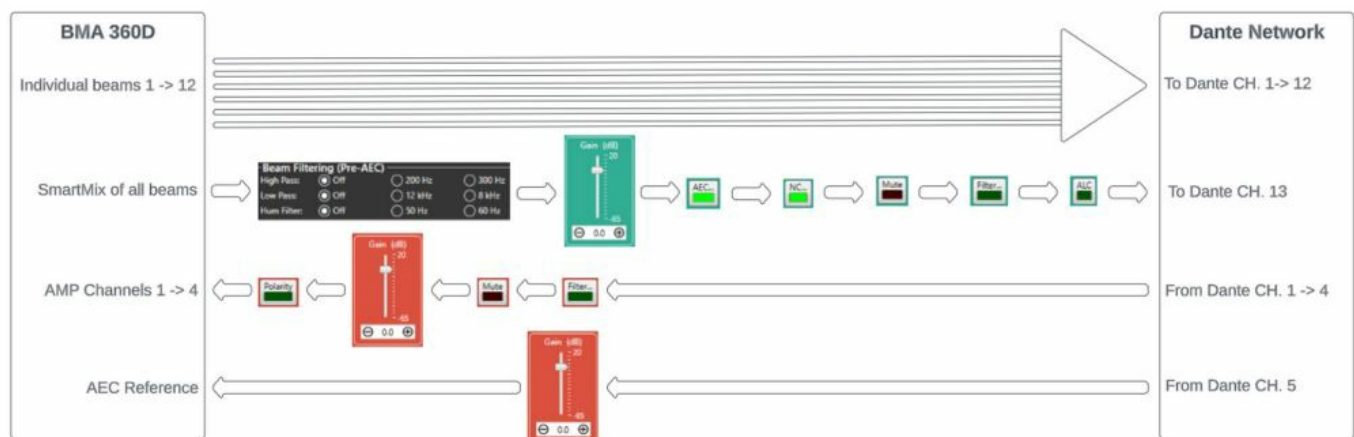 BMA 360D
Dante Network
Individual beams 1 -> 12
To Dante CH. 1-> 12
SmartMix of all beams
Beam Filtering (Pre-AEC)
High Pass: Off 200 Hz 300 Hz
Low Pass: Off 12 kHz 8 kHz
Hum Filter: Off 50 Hz 60 Hz
Gain (dB)
20
-65
0.0
AEC...
NC...
Mute
Filter...
ALC
To Dante CH. 13
AMP Channels 1 -> 4
Polarity
Gain (dB)
20
-65
0.0
Mute
Filter...
From Dante CH. 1 -> 4
AEC Reference
Gain (dB)
20
-65
0.0
From Dante CH. 5